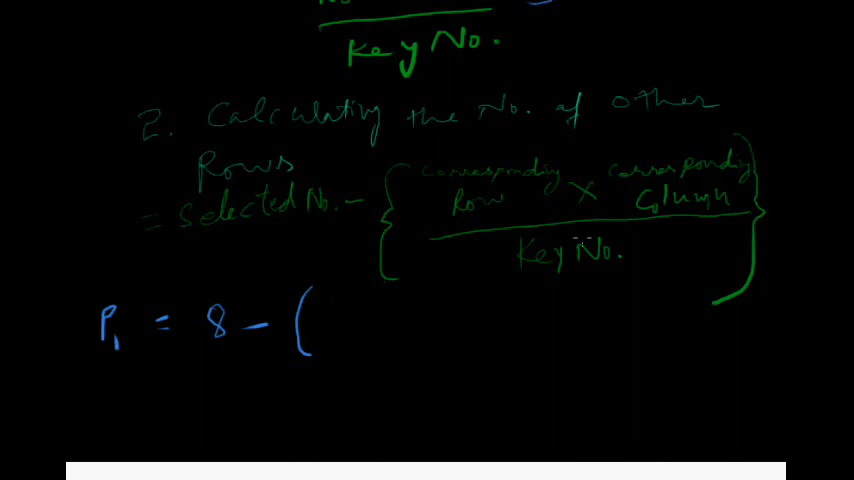 Key No.
2. Calculating the No. of other
Rows
= Selected No. - { corresponding Row X corresponding Column }
Key No.
P1 = 8 - (